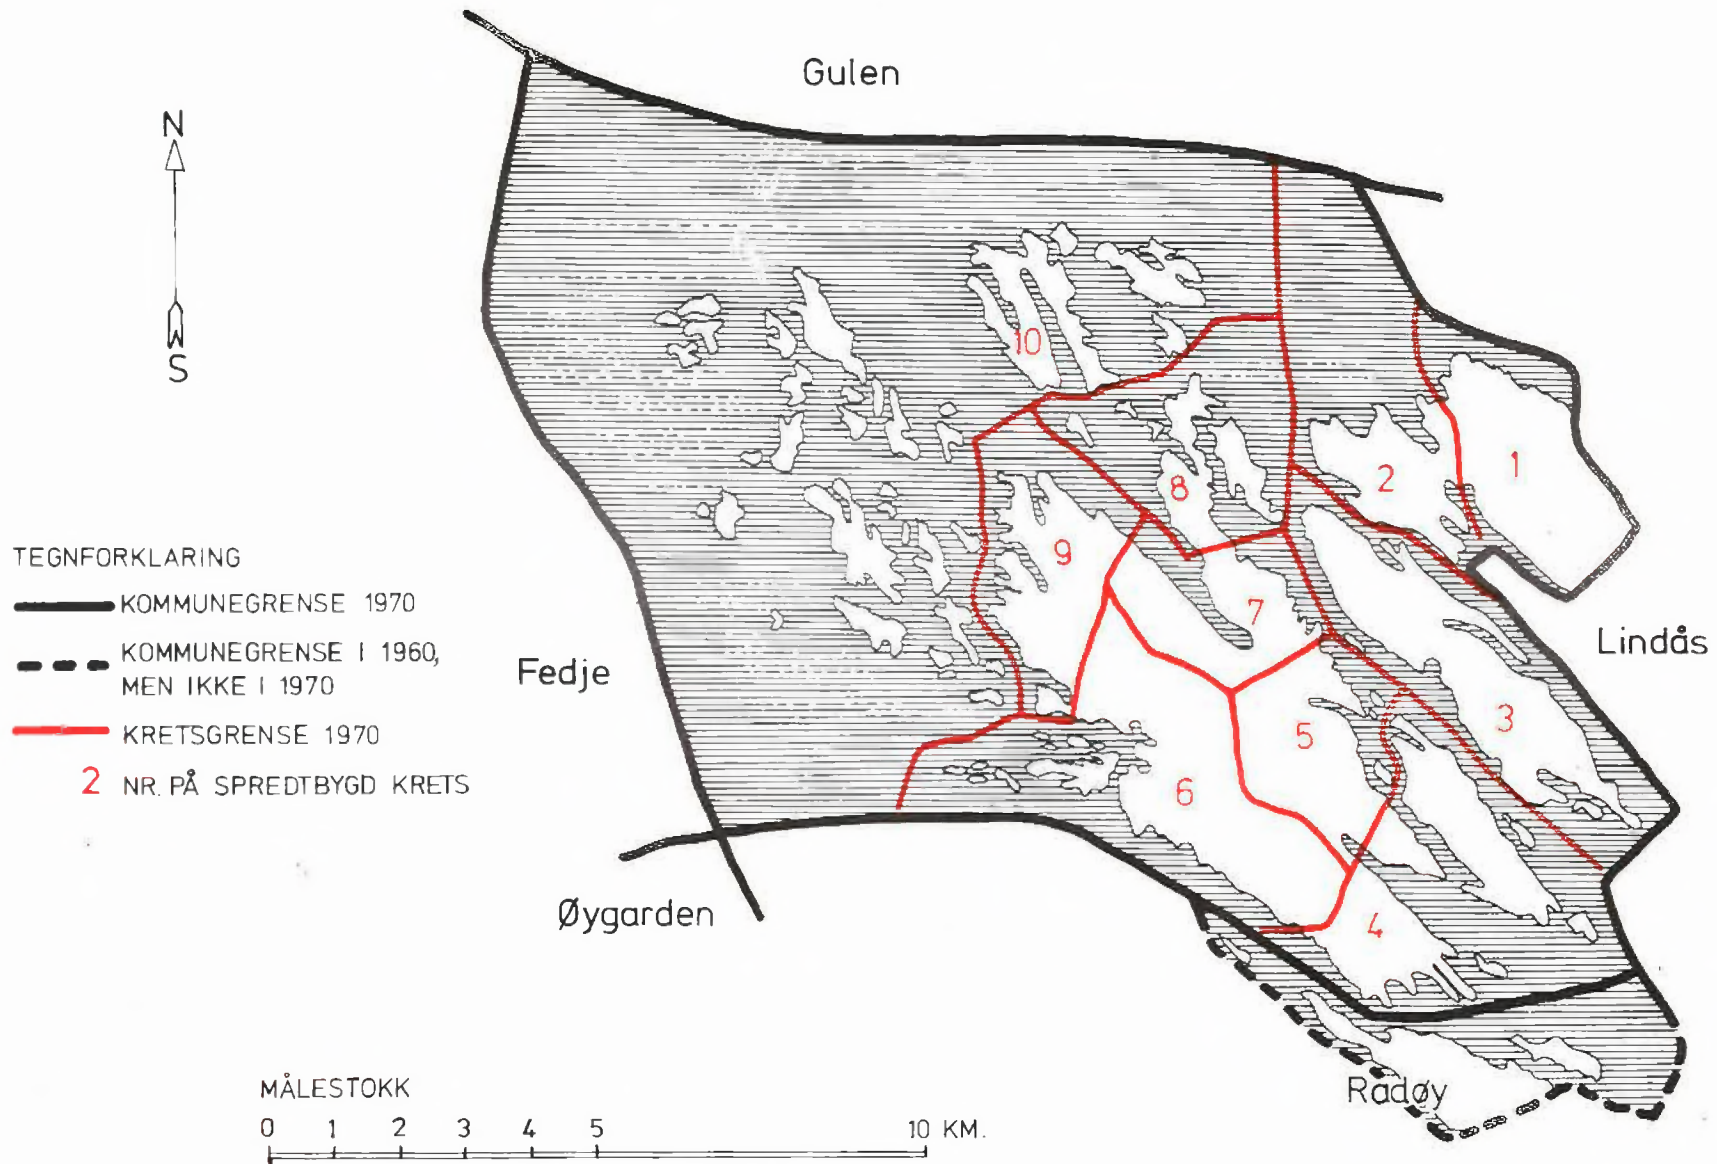 Gulen
N
S
10
1
2
8
9
7
TEGNFORKLARING
KOMMUNEGRENSE 1970
KOMMUNEGRENSE I 1960,
MEN IKKE I 1970
KRETSGRENSE 1970
2 NR. PÅ SPREDTBYGD KRETS
Fedje
Lindås
3
5
6
Øygarden
4
Radøy
MÅLESTOKK
0 1 2 3 4 5 10 KM.